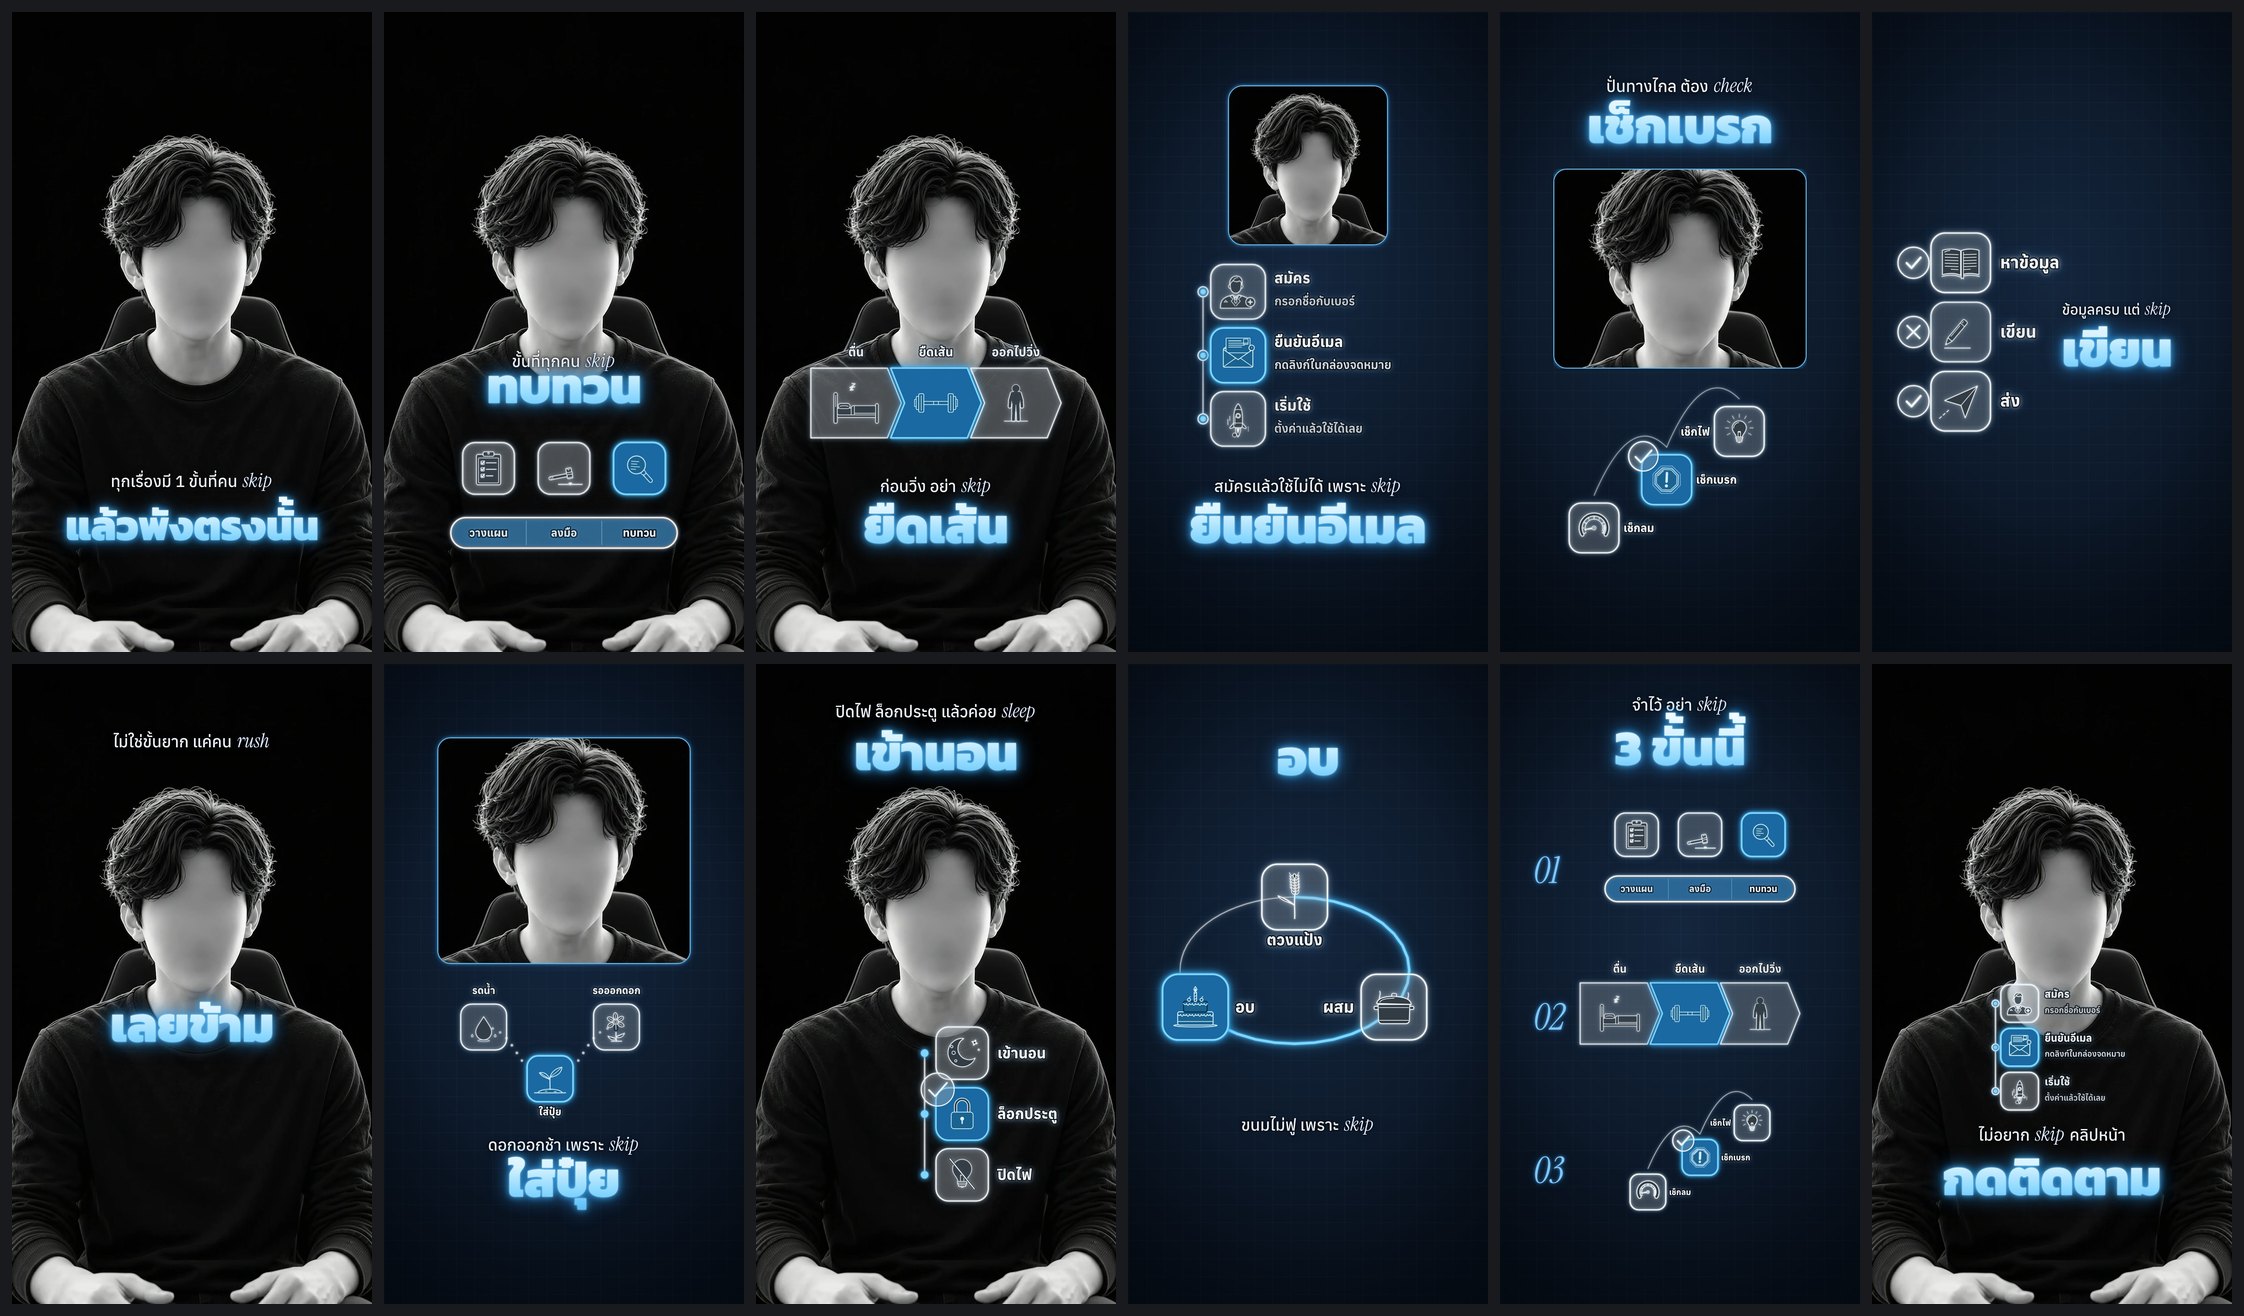 ทุกเรื่องมี 1 ขั้นที่คน skip
แล้วพังตรงนั้น
ขั้นที่ทุกคน skip
ทบทวน
วางแผน
ลงมือ
ทบทวน
ตื่น
ยืดเส้น
ออกไปวิ่ง
ก่อนวิ่ง อย่า skip
ยืดเส้น
สมัคร
กรอกชื่อกับเบอร์
ยืนยันอีเมล
กดลิงก์ในกล่องจดหมาย
เริ่มใช้
ตั้งค่าแล้วใช้ได้เลย
สมัครแล้วใช้ไม่ได้ เพราะ skip
ยืนยันอีเมล
ปั่นทางไกล ต้อง check
เช็กเบรก
เช็กไฟ
เช็กเบรก
เช็กลม
หาข้อมูล
เขียน
ส่ง
ข้อมูลครบ แต่ skip
เขียน
ไม่ใช่ขั้นยาก แค่คน rush
เลยข้าม
รดน้ำ
รอออกดอก
ใส่ปุ๋ย
ดอกออกช้า เพราะ skip
ใส่ปุ๋ย
ปิดไฟ ล็อกประตู แล้วค่อย sleep
เข้านอน
เข้านอน
ล็อกประตู
ปิดไฟ
อบ
ตวงแป้ง
อบ
ผสม
ขนมไม่ฟู เพราะ skip
จำไว้ อย่า skip
3 ขั้นนี้
01
วางแผน
ลงมือ
ทบทวน
02
ตื่น
ยืดเส้น
ออกไปวิ่ง
03
เช็กไฟ
เช็กเบรก
เช็กลม
สมัคร
กรอกชื่อกับเบอร์
ยืนยันอีเมล
กดลิงก์ในกล่องจดหมาย
เริ่มใช้
ตั้งค่าแล้วใช้ได้เลย
ไม่อยาก skip คลิปหน้า
กดติดตาม